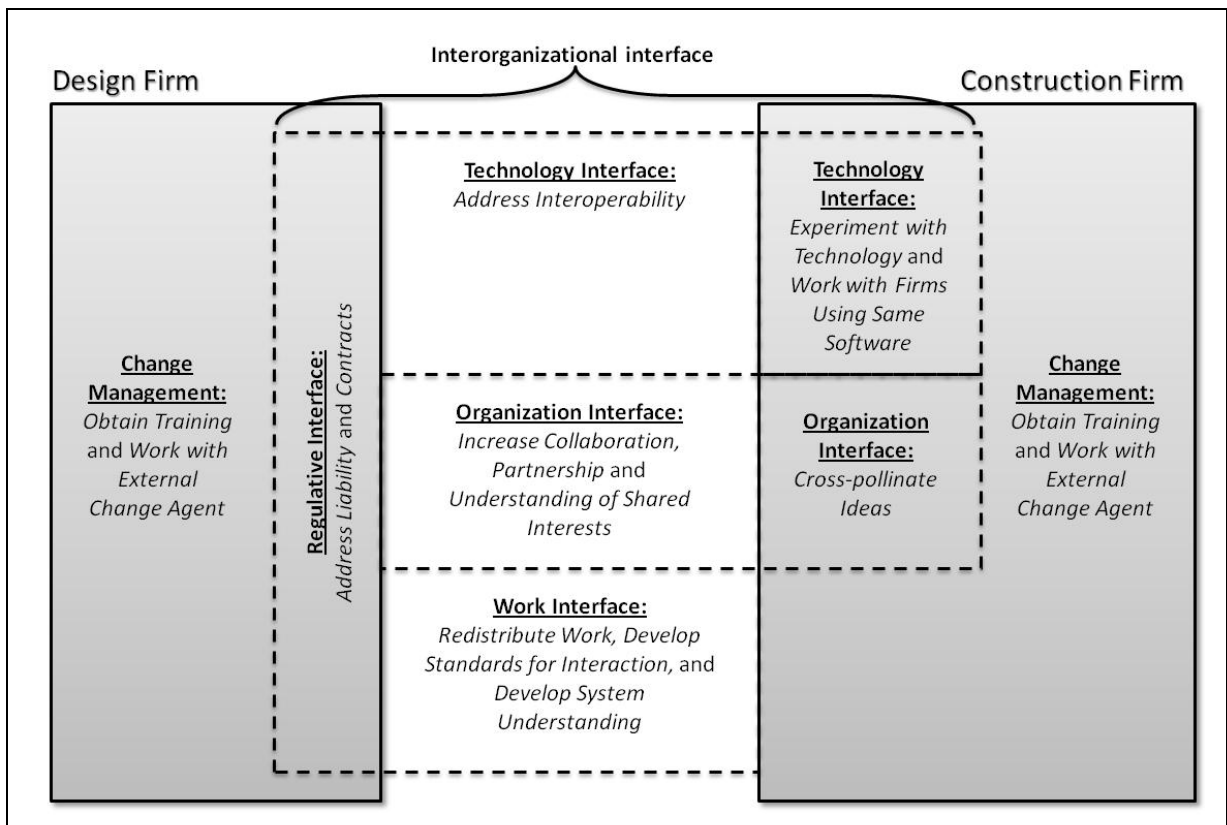 Interorganizational interface
Design Firm
Construction Firm
Change
Management:
Obtain Training
and Work with
External
Change Agent
Regulative Interface:
Address Liability and Contracts
Technology Interface:
Address Interoperability
Organization Interface:
Increase Collaboration,
Partnership and
Understanding of Shared
Interests
Work Interface:
Redistribute Work, Develop
Standards for Interaction, and
Develop System
Understanding
Technology
Interface:
Experiment with
Technology and
Work with Firms
Using Same
Software
Organization
Interface:
Cross-pollinate
Ideas
Change
Management:
Obtain Training
and Work with
External
Change Agent